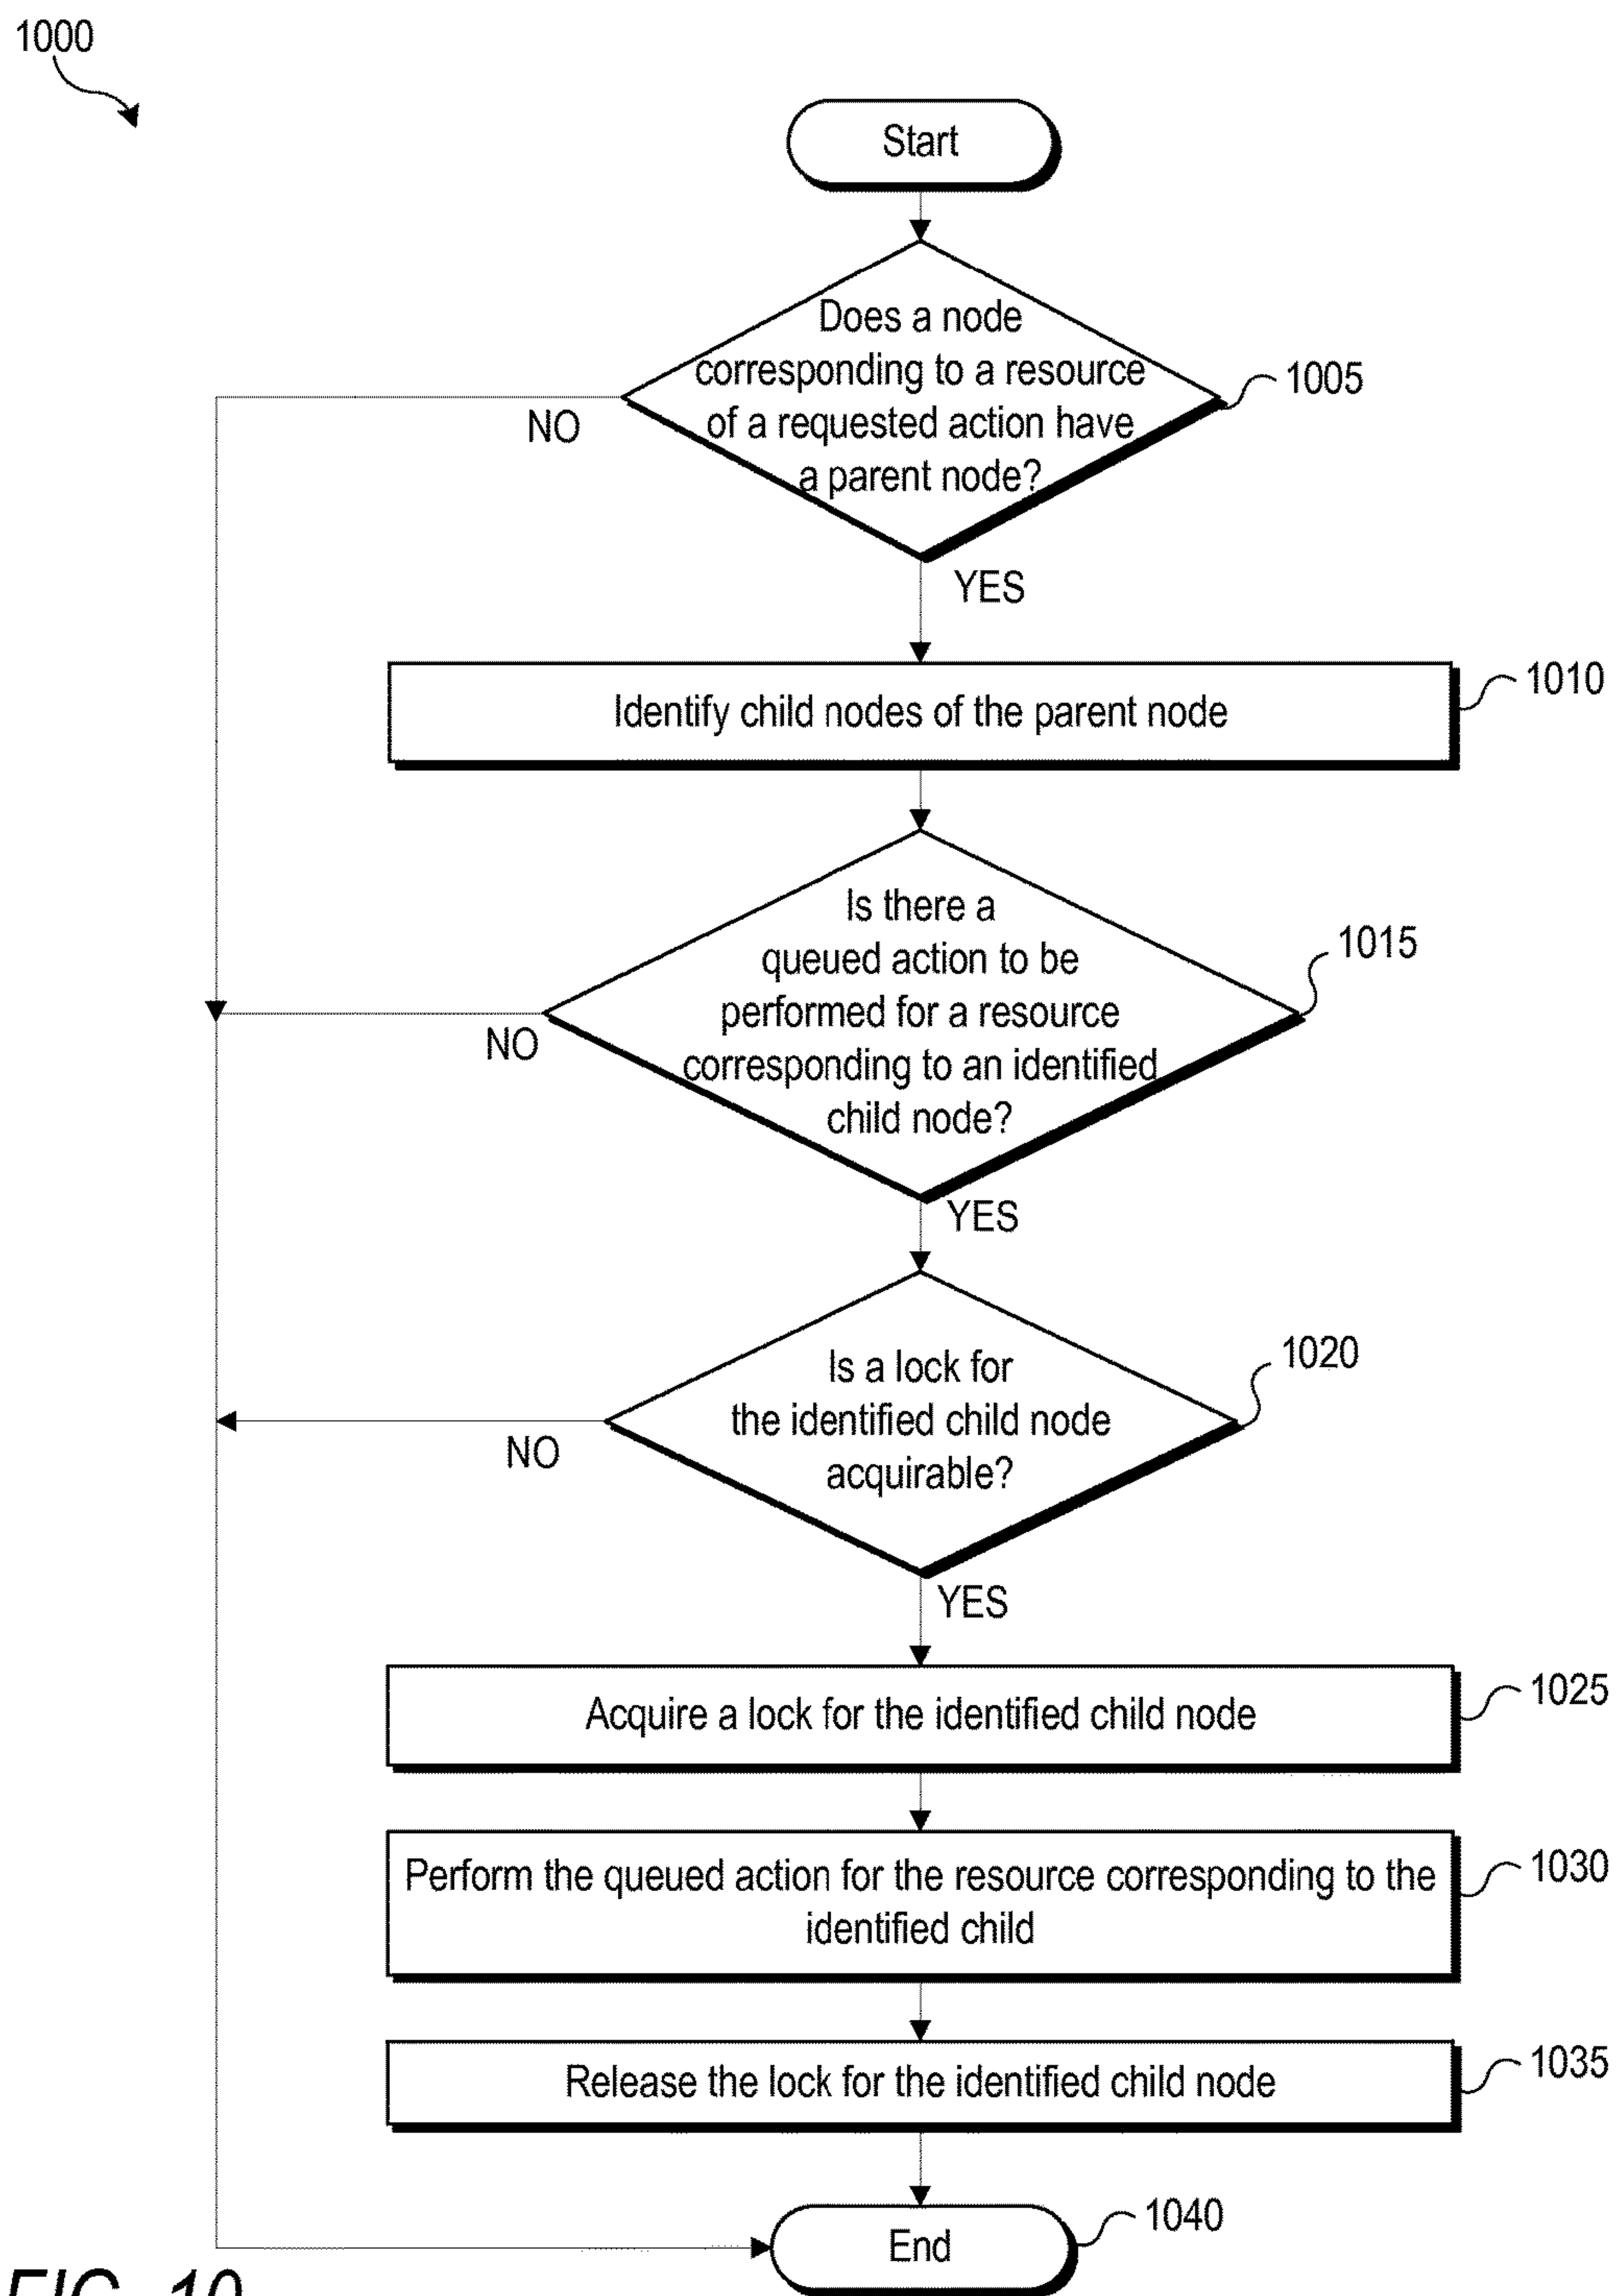 1000
Start
Does a node
corresponding to a resource
of a requested action have
a parent node?
1005
NO
YES
Identify child nodes of the parent node
1010
Is there a
queued action to be
performed for a resource
corresponding to an identified
child node?
1015
NO
YES
Is a lock for
the identified child node
acquirable?
1020
NO
YES
Acquire a lock for the identified child node
1025
Perform the queued action for the resource corresponding to the
identified child
1030
Release the lock for the identified child node
1035
End
1040
FIG. 10